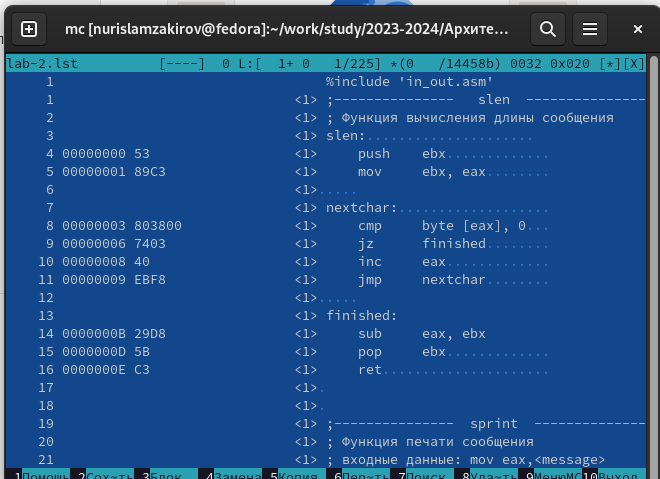 mc [nurislamzakirov@fedora]:~/work/study/2023-2024/Архите...
lab-2.lst [----] 0 L:[ 1+ 0 1/225] *(0 /14458b) 0032 0x020 [*][X]
1 %include 'in_out.asm'
1 <1> ;--------------- slen ---------------
2 <1> ; Функция вычисления длины сообщения
3 <1> slen:.....................
4 00000000 53 <1> push ebx.............
5 00000001 89C3 <1> mov ebx, eax........
6 <1>.....
7 <1> nextchar:...................
8 00000003 803800 <1> cmp byte [eax], 0...
9 00000006 7403 <1> jz finished........
10 00000008 40 <1> inc eax.............
11 00000009 EBF8 <1> jmp nextchar........
12 <1>.....
13 <1> finished:
14 0000000B 29D8 <1> sub eax, ebx
15 0000000D 5B <1> pop ebx.............
16 0000000E C3 <1> ret.....................
17 <1>.
18 <1>.
19 <1> ;--------------- sprint ---------------
20 <1> ; Функция печати сообщения
21 <1> ; входные данные: mov eax,<message>
1Помощь 2Сох~ть 3Блок 4Замена 5Копия 6Пер~ть 7Поиск 8Уда~ть 9МенюMC 10Выход